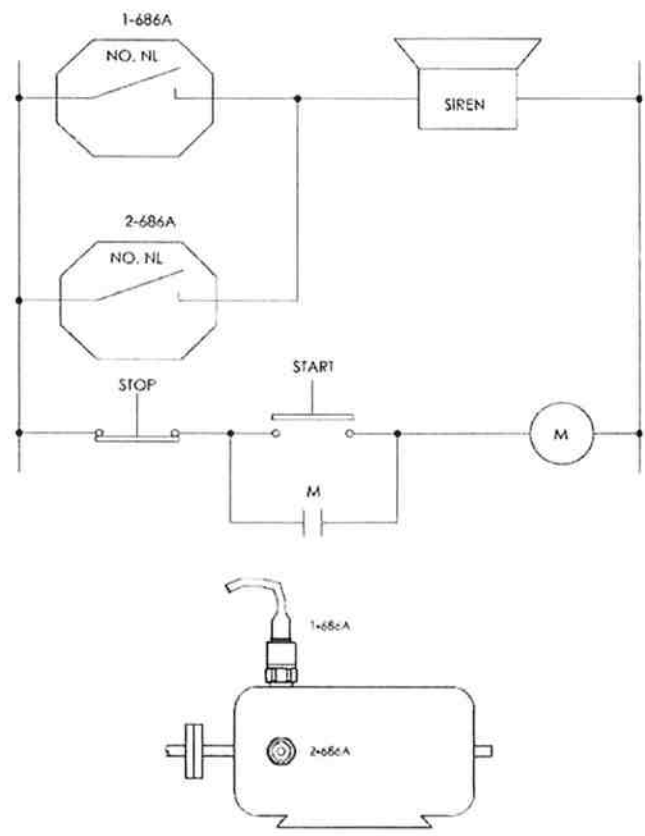 1-686A
NO. NL
SIREN
2-686A
NO. NL
STOP
START
M
M
1-686A
2-686A